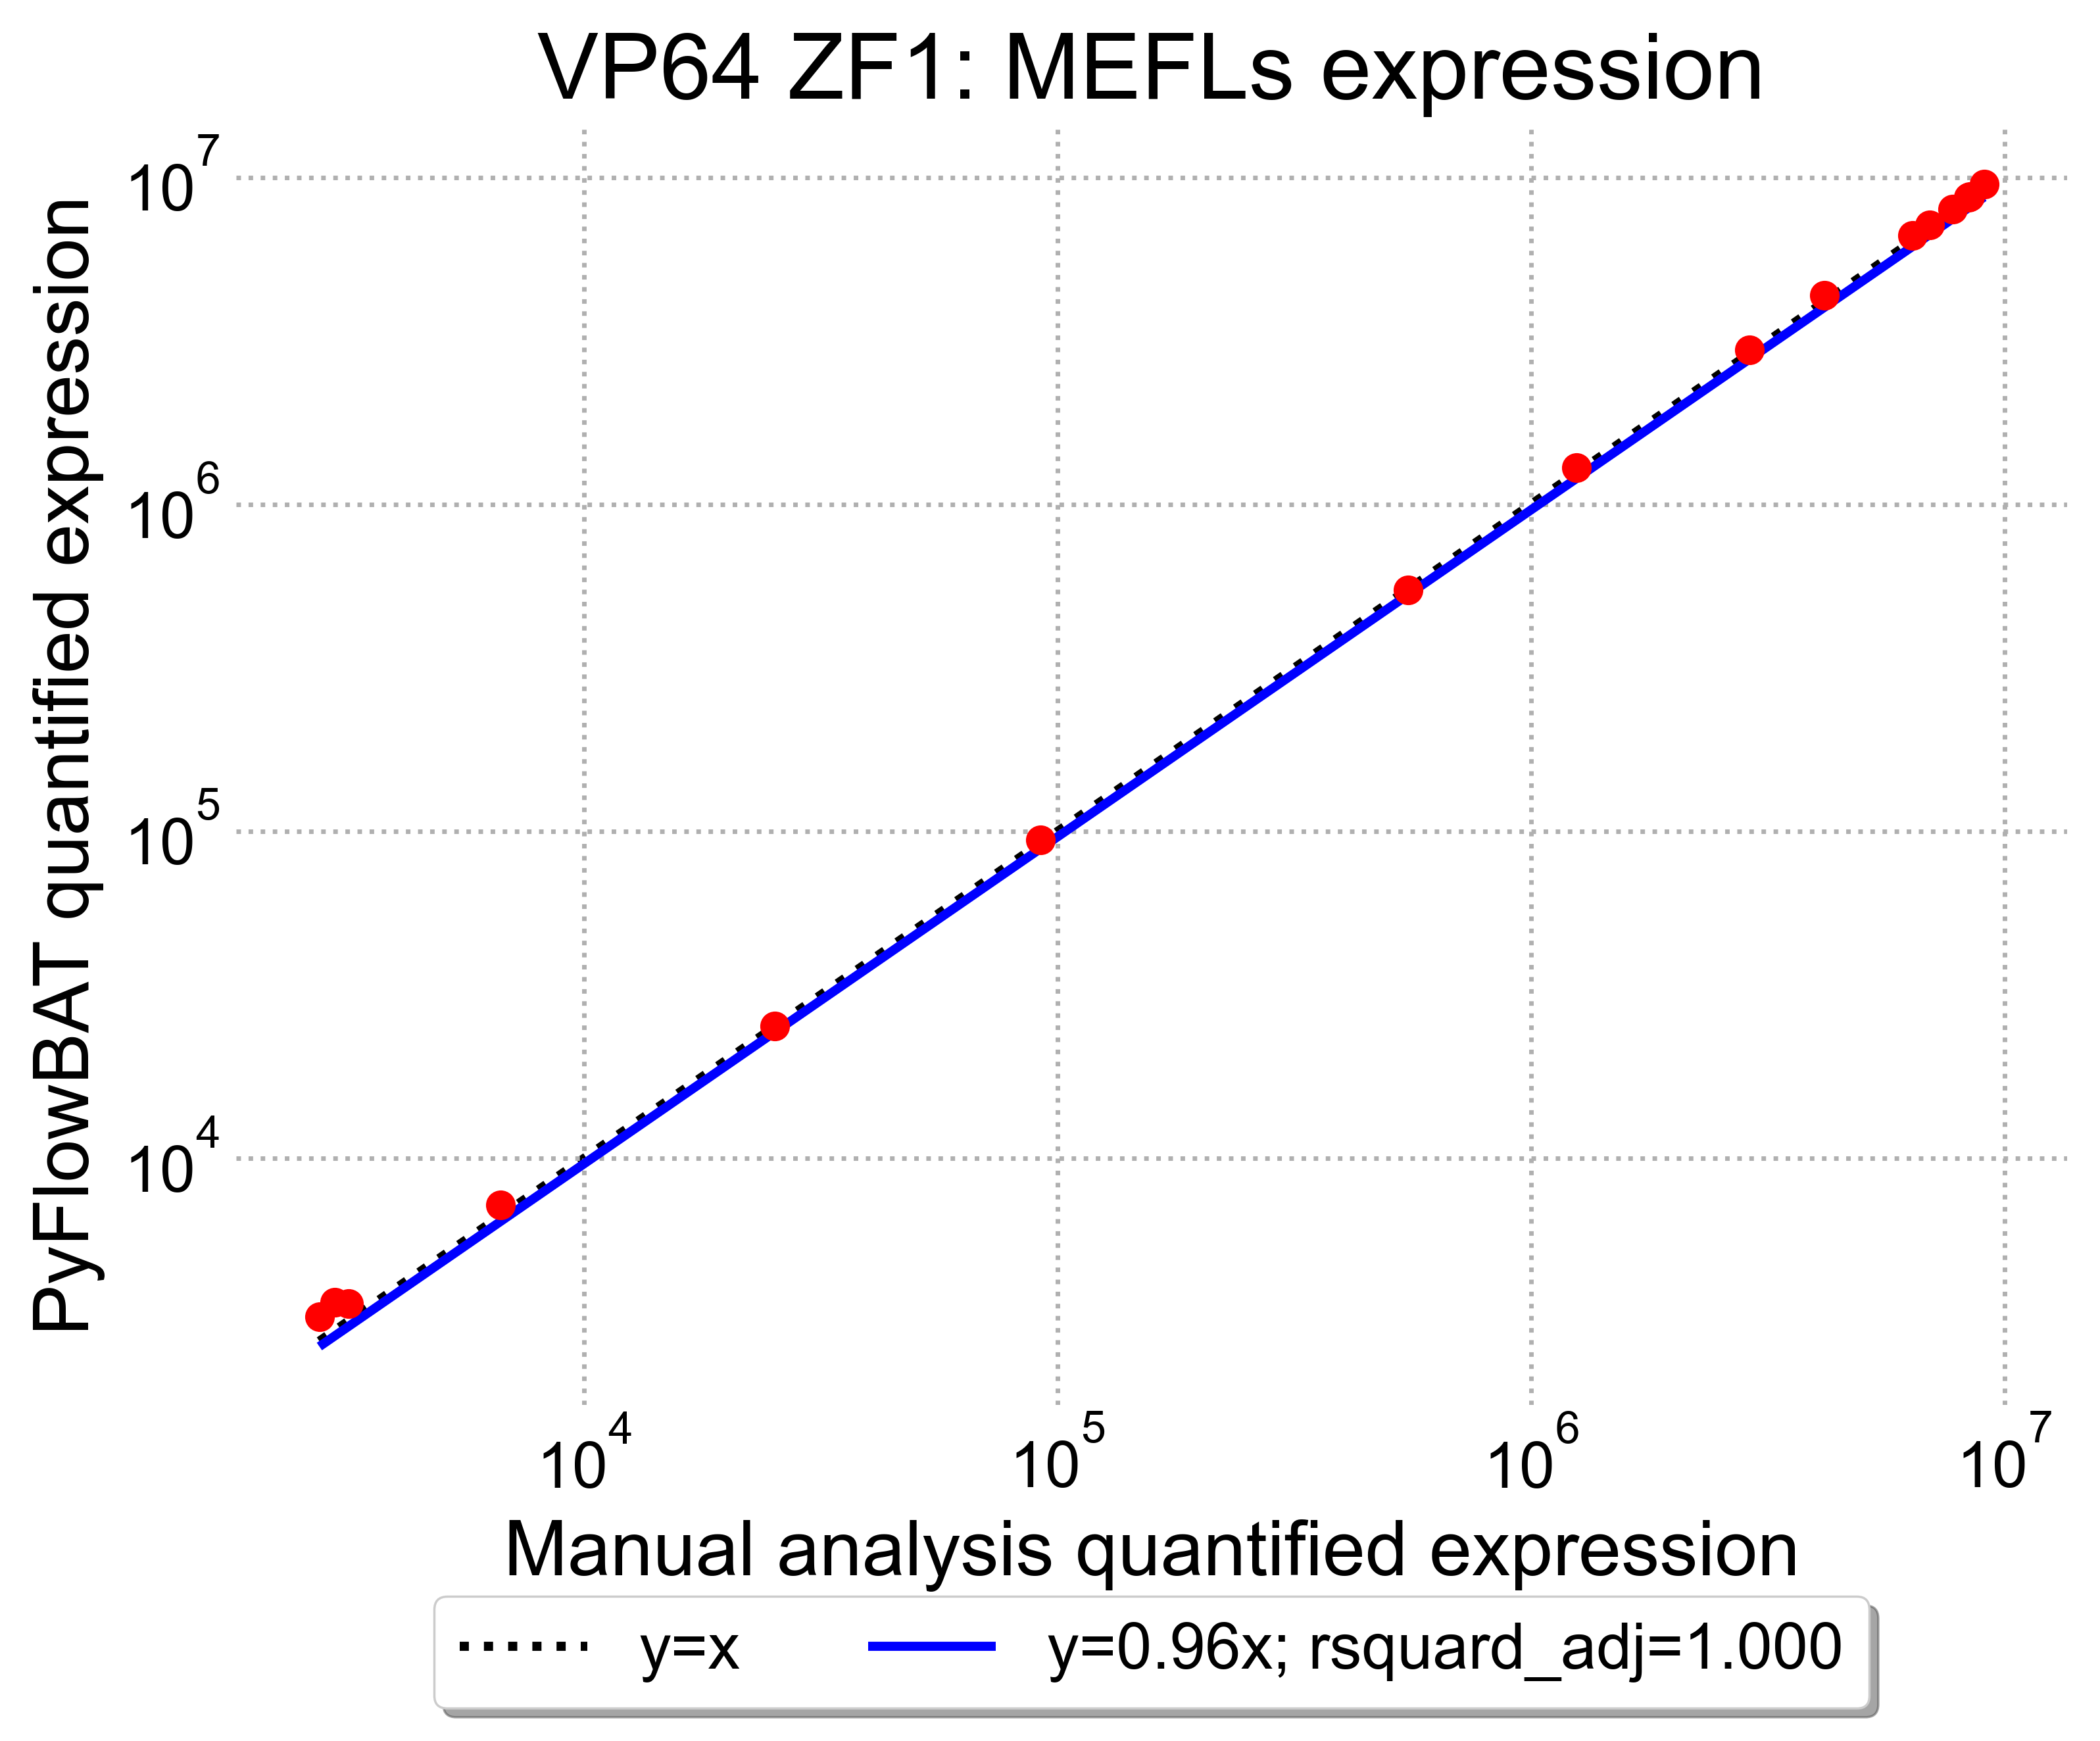 VP64 ZF1: MEFLs expression
PyFlowBAT quantified expression
10^7
10^6
10^5
10^4
10^4
10^5
10^6
10^7
Manual analysis quantified expression
y=x
y=0.96x; rsquard_adj=1.000